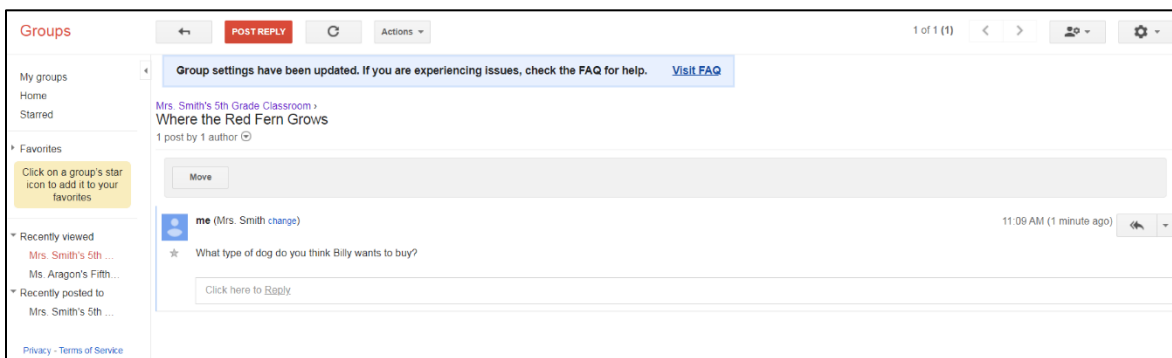 Groups
POST REPLY
Actions
1 of 1 (1)
My groups
Home
Starred
Favorites
Click on a group's star
icon to add it to your
favorites
Recently viewed
Mrs. Smith's 5th ...
Ms. Aragon's Fifth...
Recently posted to
Mrs. Smith's 5th ...
Privacy - Terms of Service
Group settings have been updated. If you are experiencing issues, check the FAQ for help. Visit FAQ
Mrs. Smith's 5th Grade Classroom ›
Where the Red Fern Grows
1 post by 1 author
Move
me (Mrs. Smith change)
11:09 AM (1 minute ago)
What type of dog do you think Billy wants to buy?
Click here to Reply